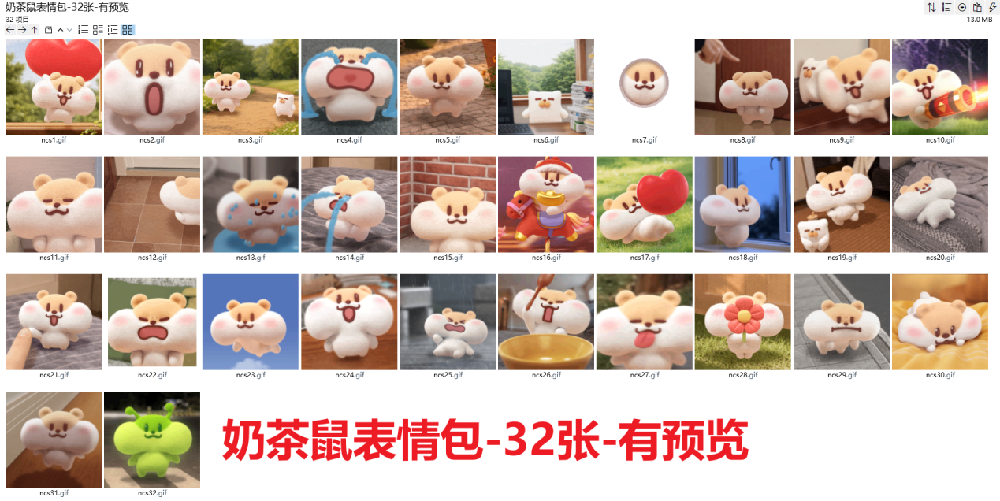 奶茶鼠表情包-32张-有预览
32 项目
13.0 MB
ncs1.gif
ncs2.gif
ncs3.gif
ncs4.gif
ncs5.gif
ncs6.gif
ncs7.gif
ncs8.gif
ncs9.gif
ncs10.gif
ncs11.gif
ncs12.gif
ncs13.gif
ncs14.gif
ncs15.gif
ncs16.gif
ncs17.gif
ncs18.gif
ncs19.gif
ncs20.gif
ncs21.gif
ncs22.gif
ncs23.gif
ncs24.gif
ncs25.gif
ncs26.gif
ncs27.gif
ncs28.gif
ncs29.gif
ncs30.gif
ncs31.gif
ncs32.gif
奶茶鼠表情包-32张-有预览